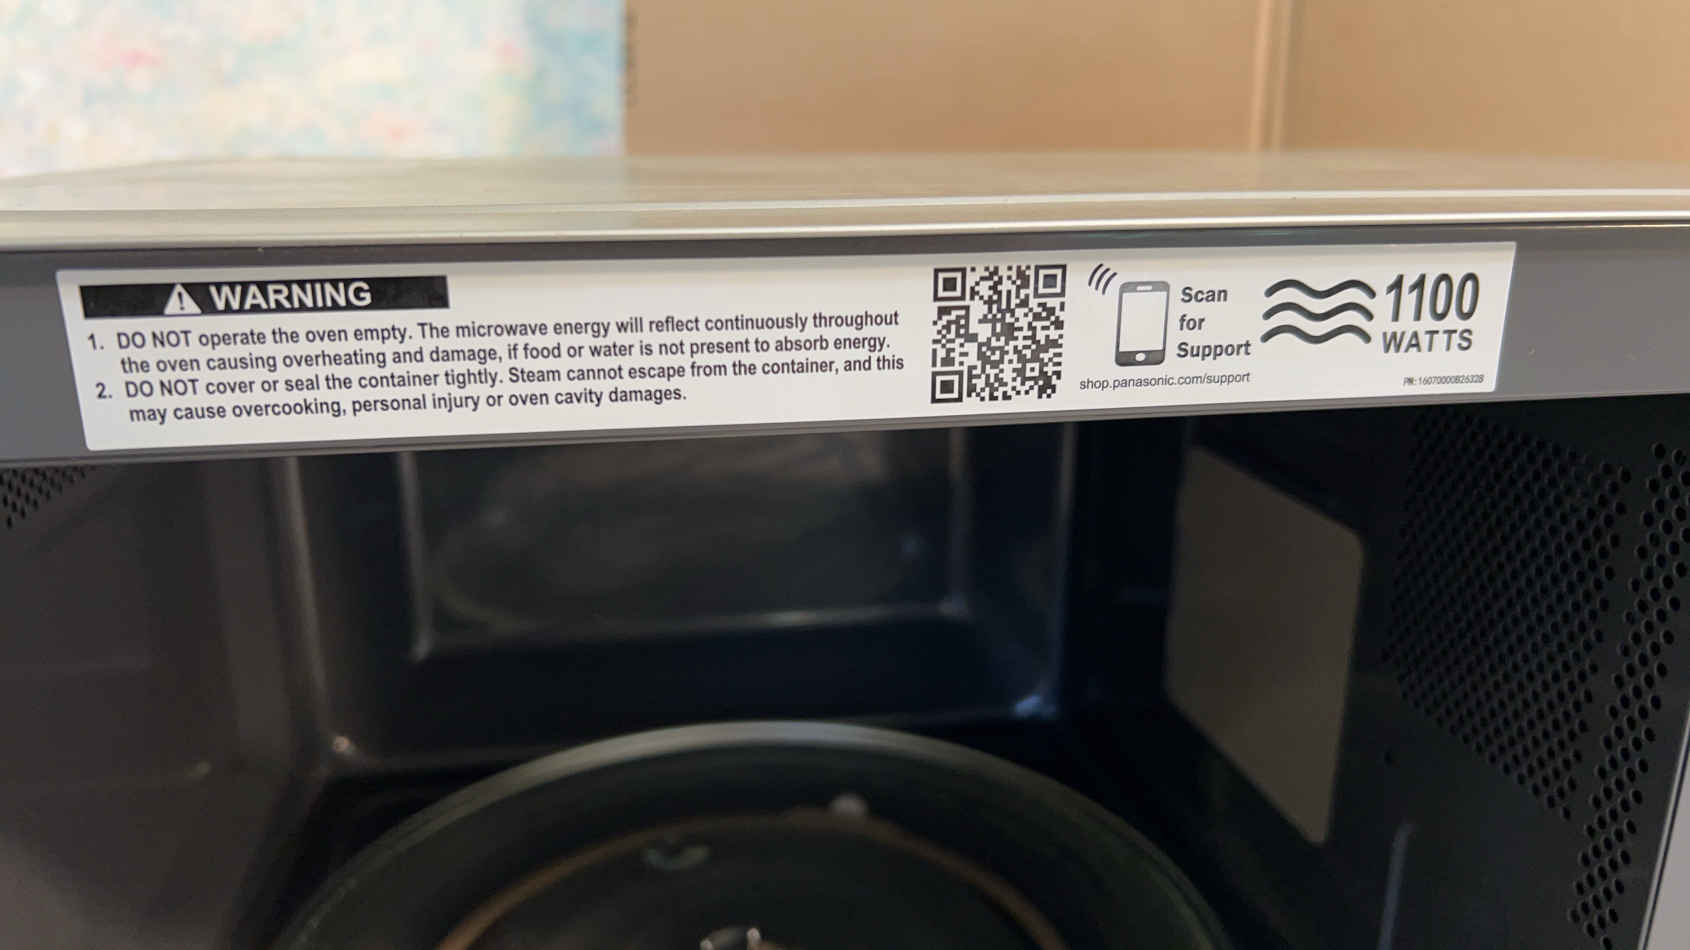 WARNING
1. DO NOT operate the oven empty. The microwave energy will reflect continuously throughout
the oven causing overheating and damage, if food or water is not present to absorb energy.
2. DO NOT cover or seal the container tightly. Steam cannot escape from the container, and this
may cause overcooking, personal injury or oven cavity damages.
Scan
for
Support
shop.panasonic.com/support
1100
WATTS
PN:16070000B26328